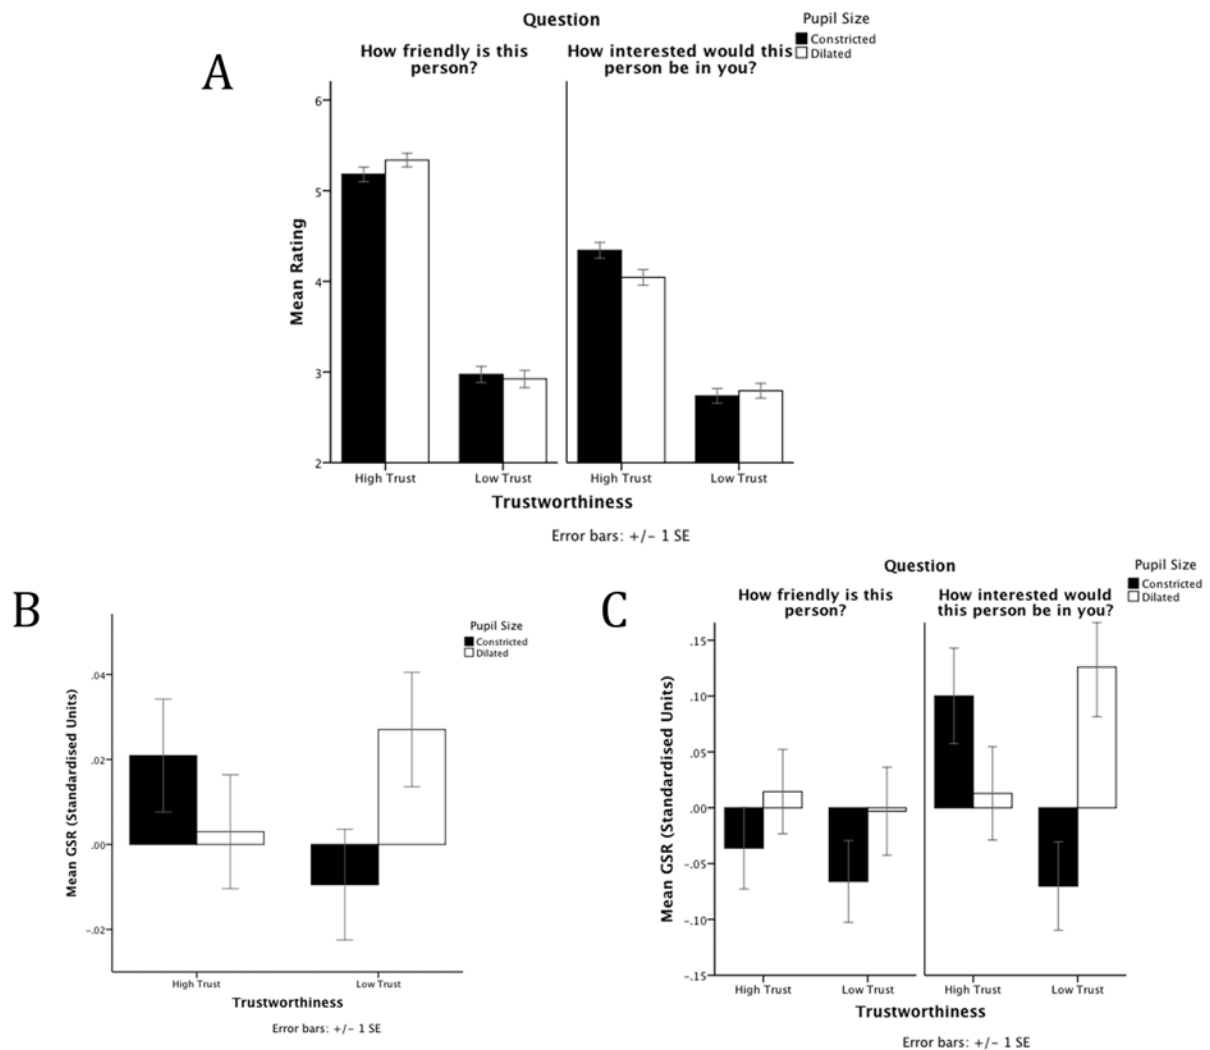 A
Question
How friendly is this
person?
How interested would this
person be in you?
Pupil Size
Constricted
Dilated
Mean Rating
6
5
4
3
2
High Trust
Low Trust
High Trust
Low Trust
Trustworthiness
Error bars: +/- 1 SE
B
Pupil Size
Constricted
Dilated
Mean GSR (Standardised Units)
.04
.02
.00
-.02
High Trust
Low Trust
Trustworthiness
Error bars: +/- 1 SE
C
Question
How friendly is this
person?
How interested would
this person be in you?
Pupil Size
Constricted
Dilated
Mean GSR (Standardised Units)
.15
.10
.05
.00
-.05
-.10
-.15
High Trust
Low Trust
High Trust
Low Trust
Trustworthiness
Error bars: +/- 1 SE